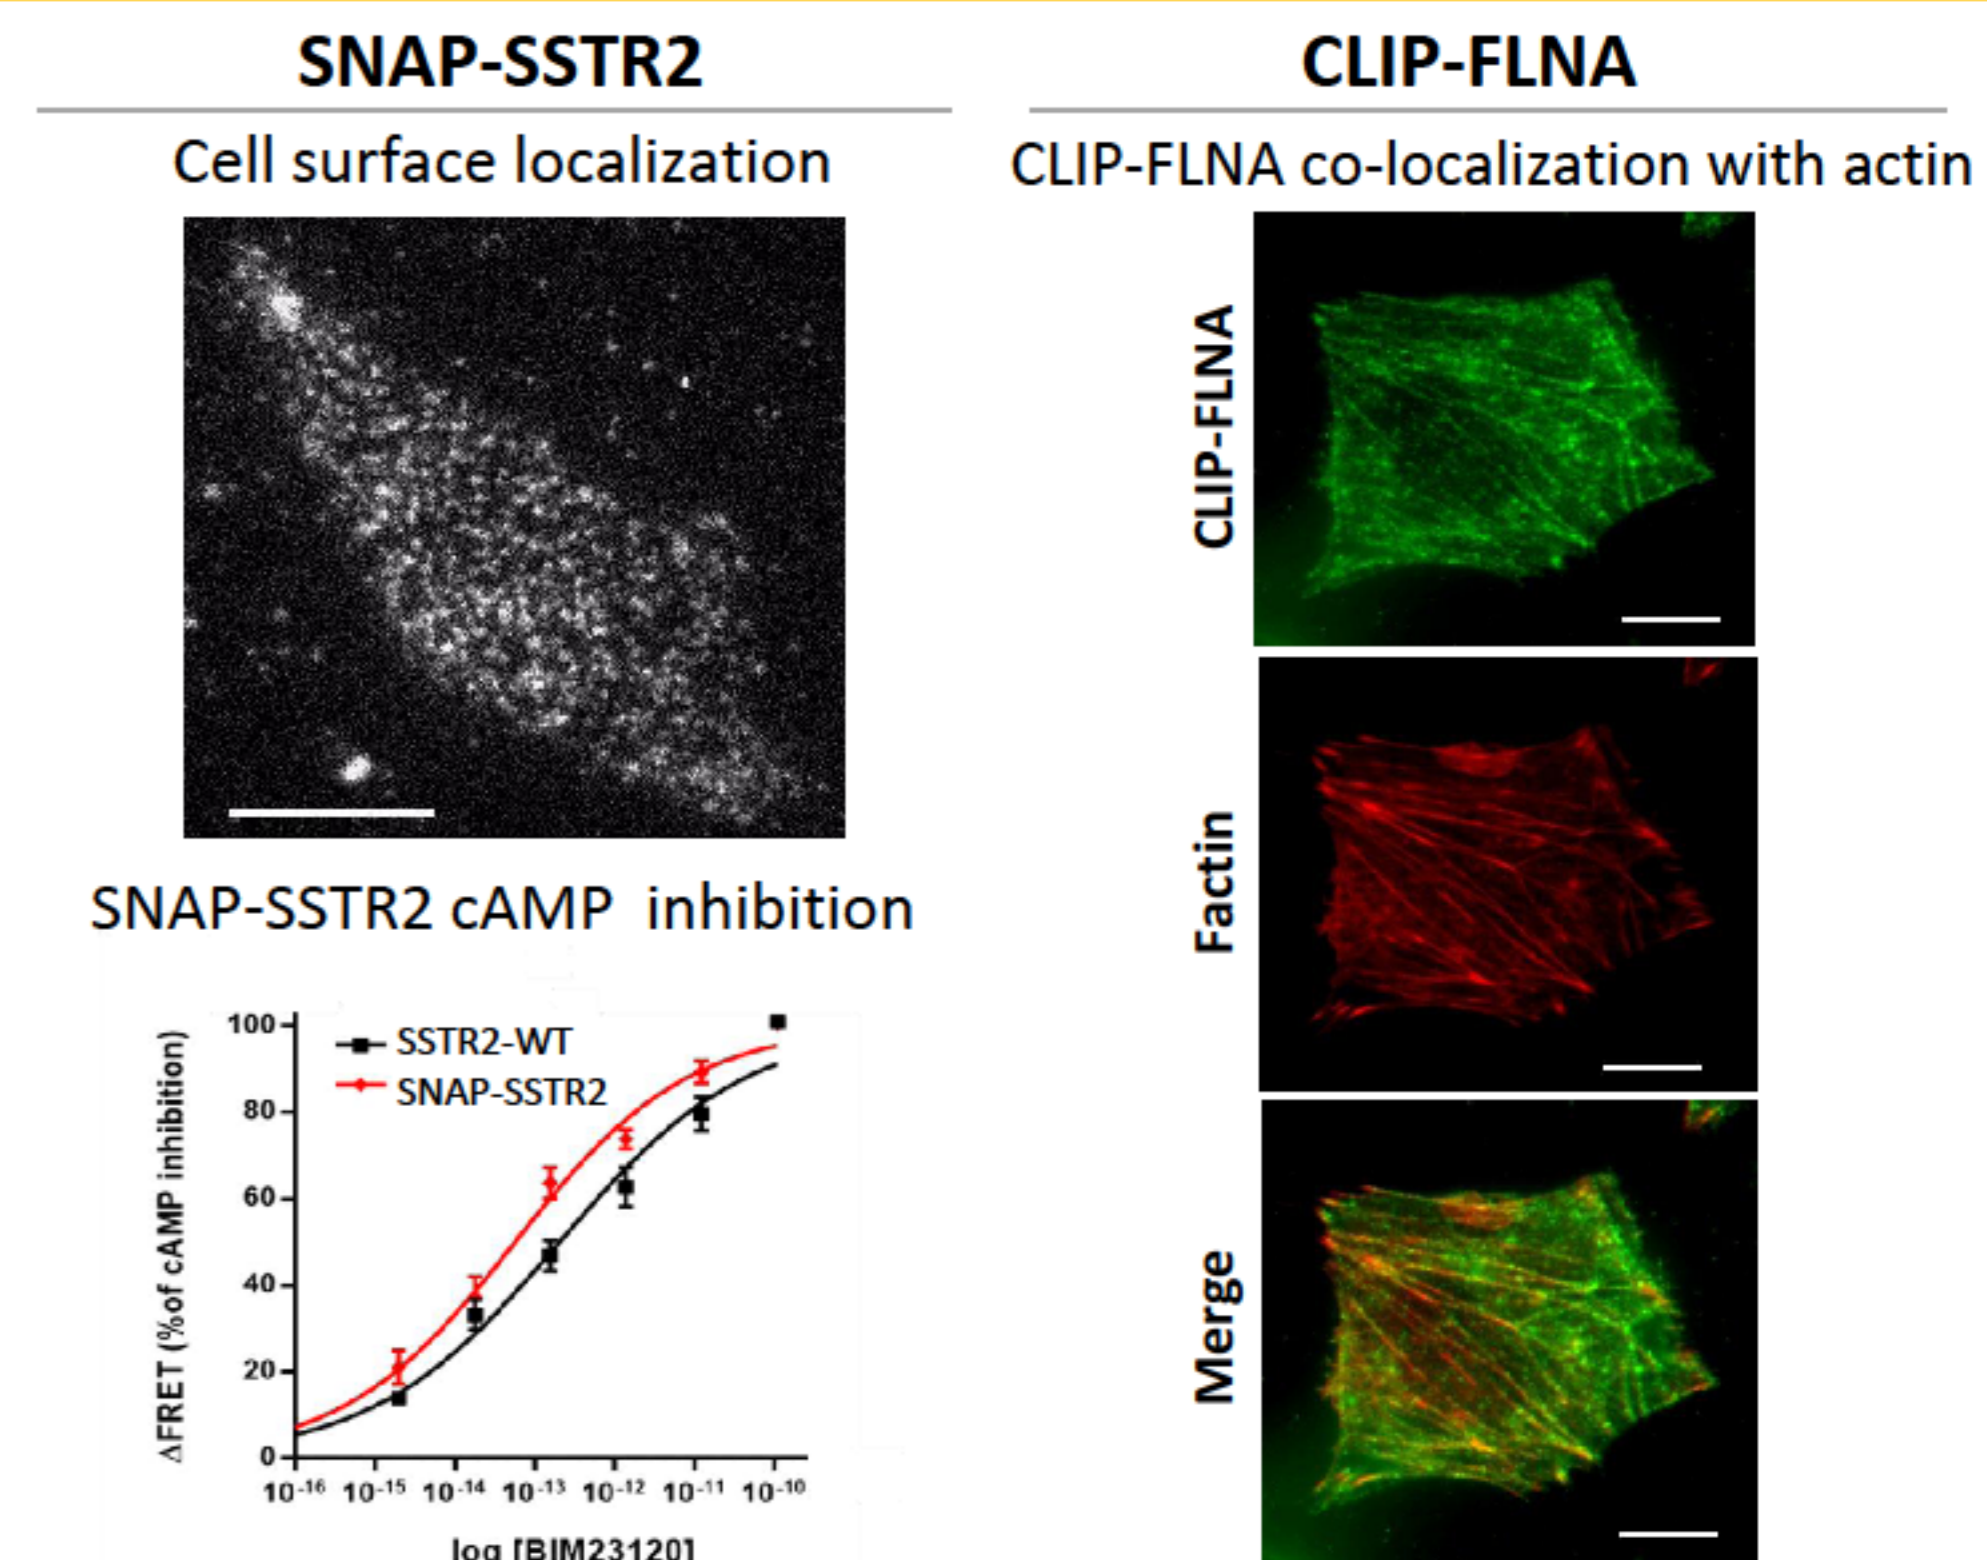 SNAP-SSTR2
Cell surface localization
SNAP-SSTR2 cAMP inhibition
ΔFRET (%of cAMP inhibition)
100
80
60
40
20
0
SSTR2-WT
SNAP-SSTR2
10-16 10-15 10-14 10-13 10-12 10-11 10-10
log [BIM23120]
CLIP-FLNA
CLIP-FLNA co-localization with actin
CLIP-FLNA
Factin
Merge